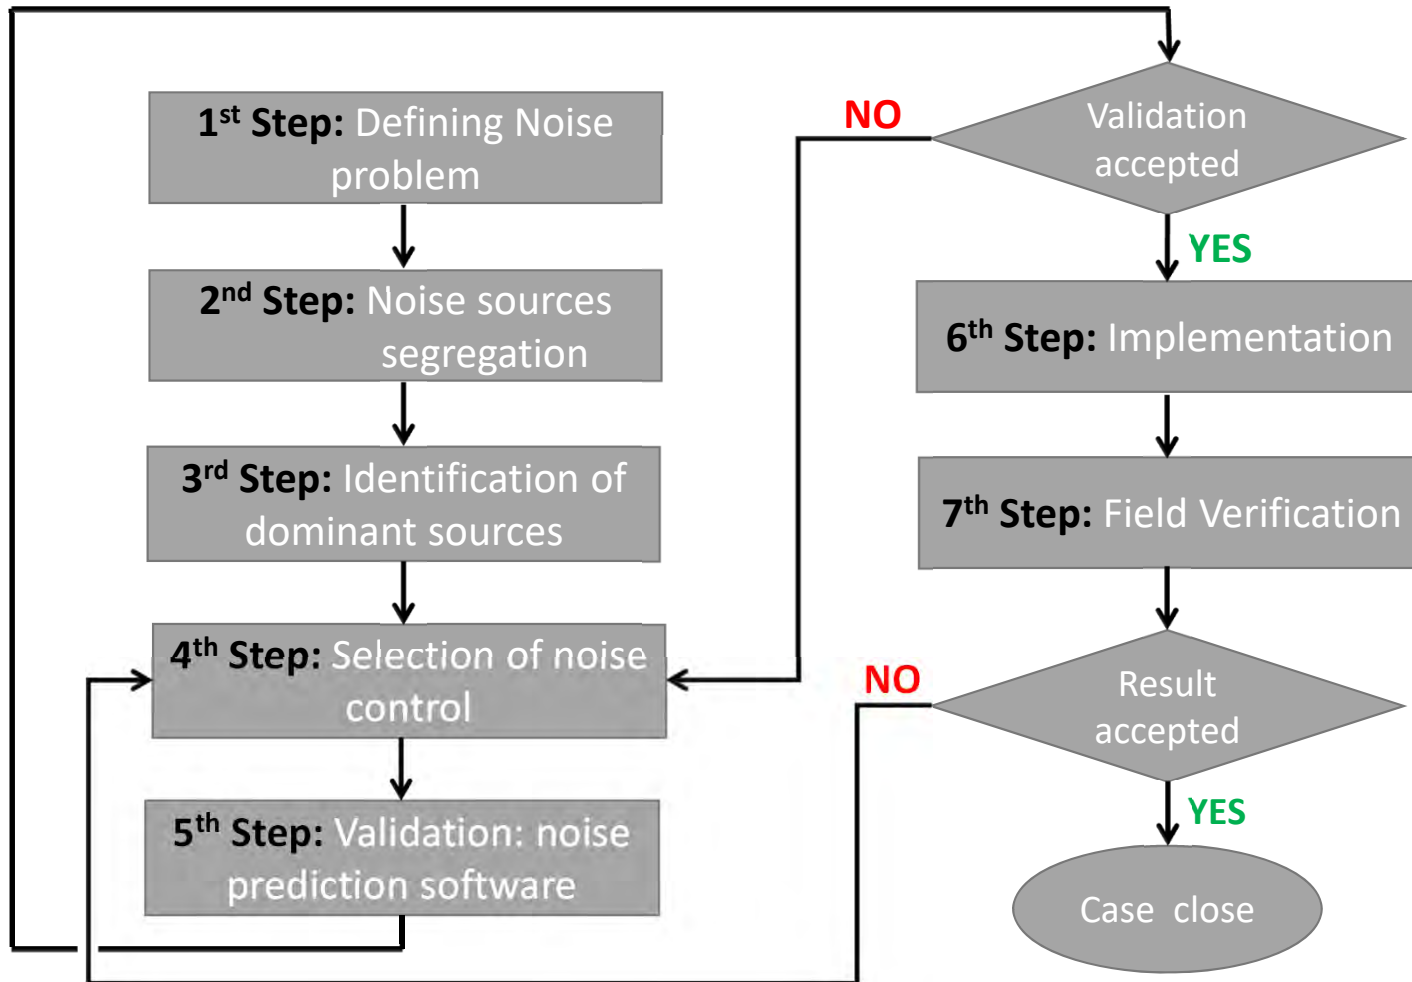 1st Step: Defining Noise
problem
2nd Step: Noise sources
segregation
3rd Step: Identification of
dominant sources
4th Step: Selection of noise
control
5th Step: Validation: noise
prediction software
Validation
accepted
NO
YES
6th Step: Implementation
7th Step: Field Verification
Result
accepted
NO
YES
Case close